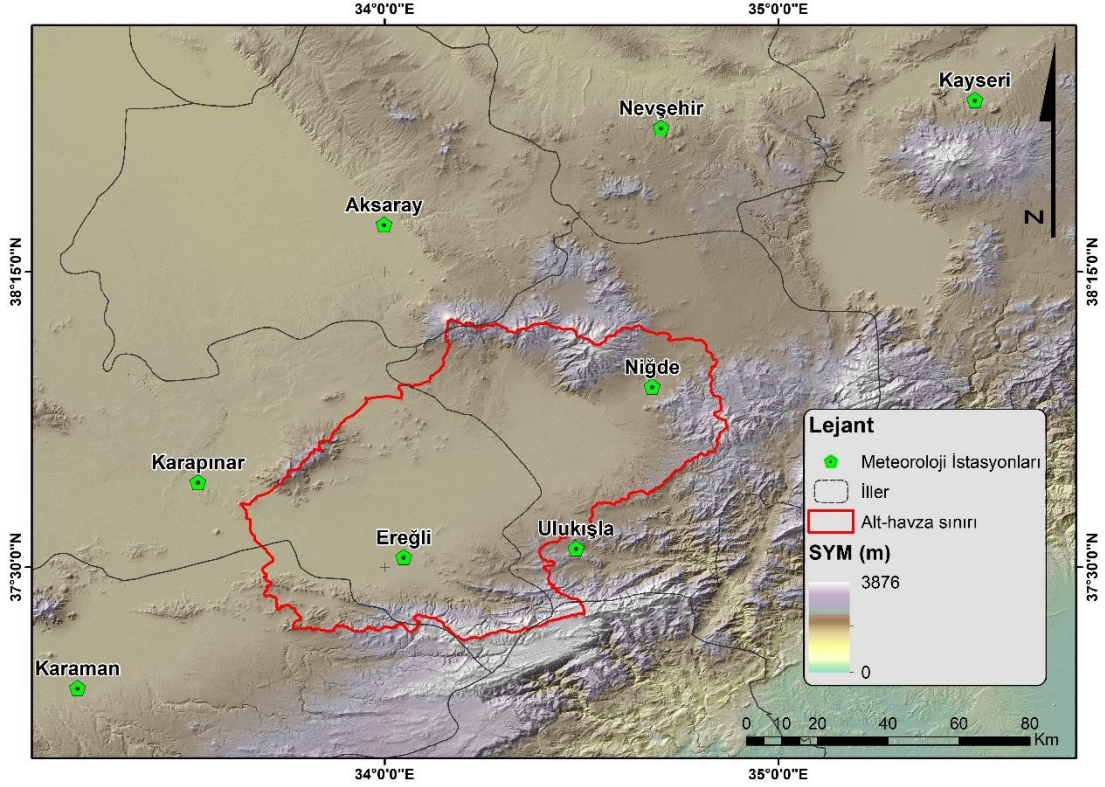 34°0'0"E 35°0'0"E
Kayseri
Nevşehir
Aksaray
N
38°15'0"N 38°15'0"N
Niğde
Karapınar
Ereğli
Ulukışla
37°30'0"N 37°30'0"N
Karaman
Lejant
Meteoroloji İstasyonları
İller
Alt-havza sınırı
SYM (m)
3876
0
0 10 20 40 60 80
Km
34°0'0"E 35°0'0"E